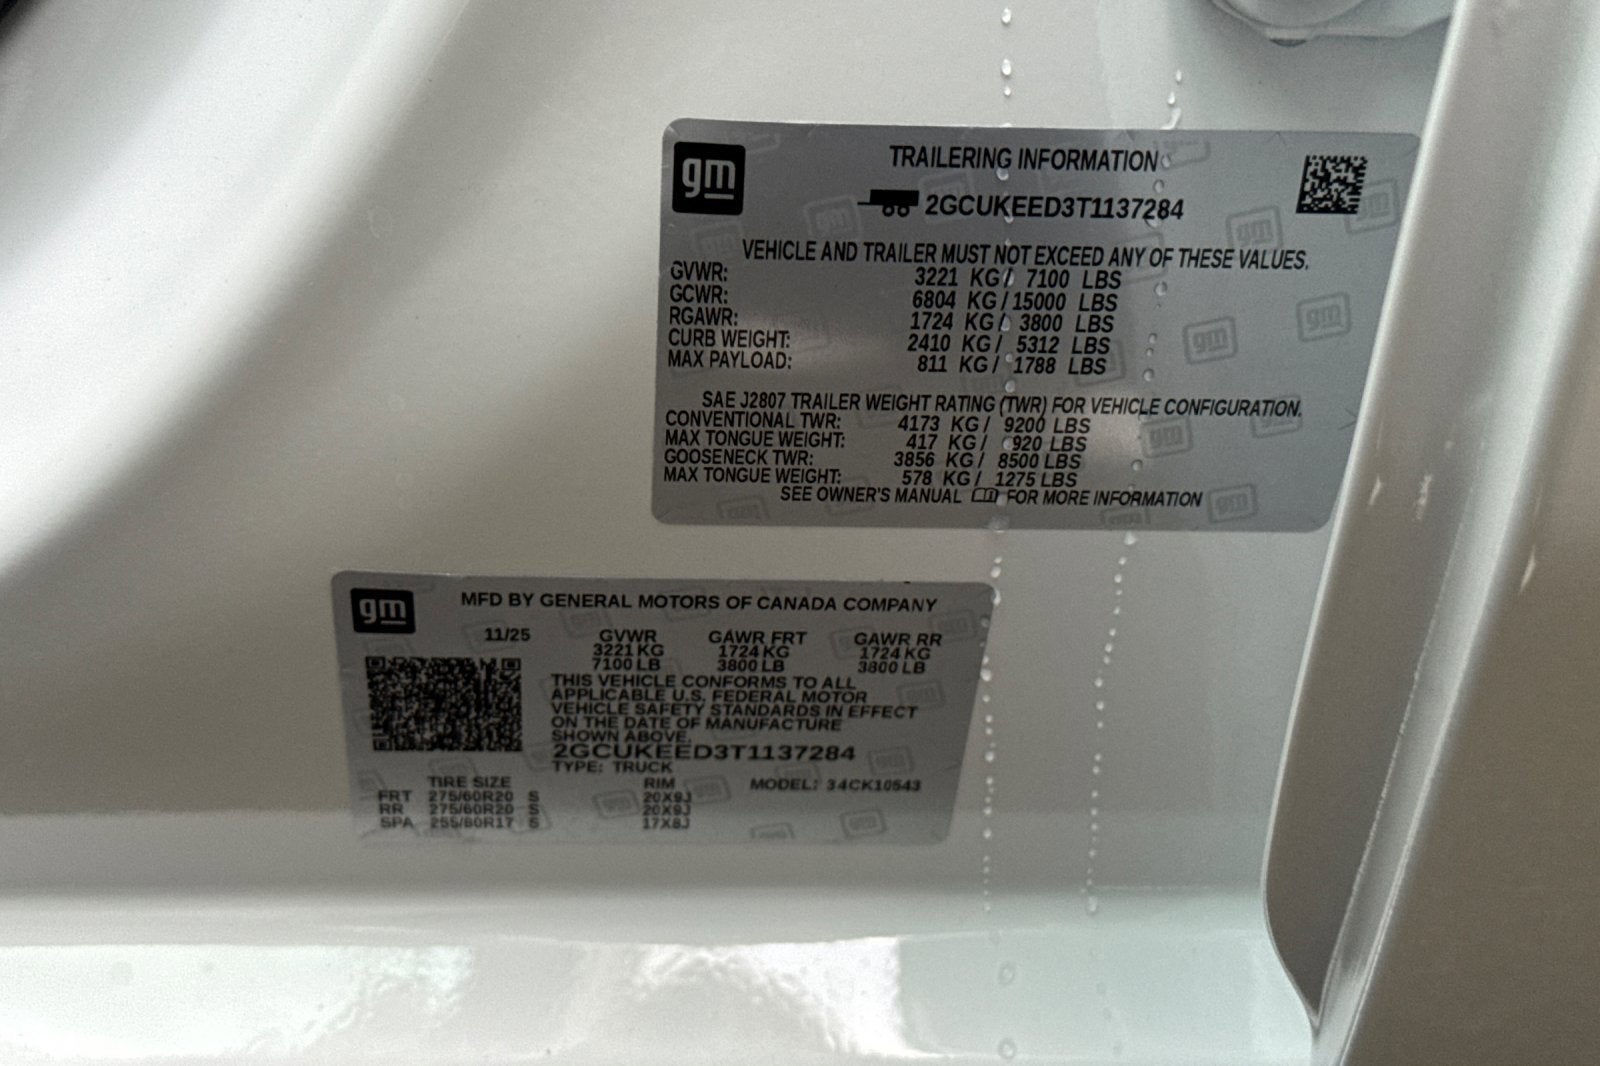 gm
TRAILERING INFORMATION
2GCUKEED3T1137284
VEHICLE AND TRAILER MUST NOT EXCEED ANY OF THESE VALUES.
GVWR: 3221 KG / 7100 LBS
GCWR: 6804 KG / 15000 LBS
RGAWR: 1724 KG / 3800 LBS
CURB WEIGHT: 2410 KG / 5312 LBS
MAX PAYLOAD: 811 KG / 1788 LBS
SAE J2807 TRAILER WEIGHT RATING (TWR) FOR VEHICLE CONFIGURATION.
CONVENTIONAL TWR: 4173 KG / 9200 LBS
MAX TONGUE WEIGHT: 417 KG / 920 LBS
GOOSENECK TWR: 3856 KG / 8500 LBS
MAX TONGUE WEIGHT: 578 KG / 1275 LBS
SEE OWNER'S MANUAL FOR MORE INFORMATION
gm
MFD BY GENERAL MOTORS OF CANADA COMPANY
11/25 GVWR GAWR FRT GAWR RR
3221 KG 1724 KG 1724 KG
7100 LB 3800 LB 3800 LB
THIS VEHICLE CONFORMS TO ALL
APPLICABLE U.S. FEDERAL MOTOR
VEHICLE SAFETY STANDARDS IN EFFECT
ON THE DATE OF MANUFACTURE
SHOWN ABOVE.
2GCUKEED3T1137284
TYPE: TRUCK
TIRE SIZE RIM MODEL: 34CK10543
FRT 275/60R20 S 20X9J
RR 275/60R20 S 20X9J
SPA 255/80R17 S 17X8J